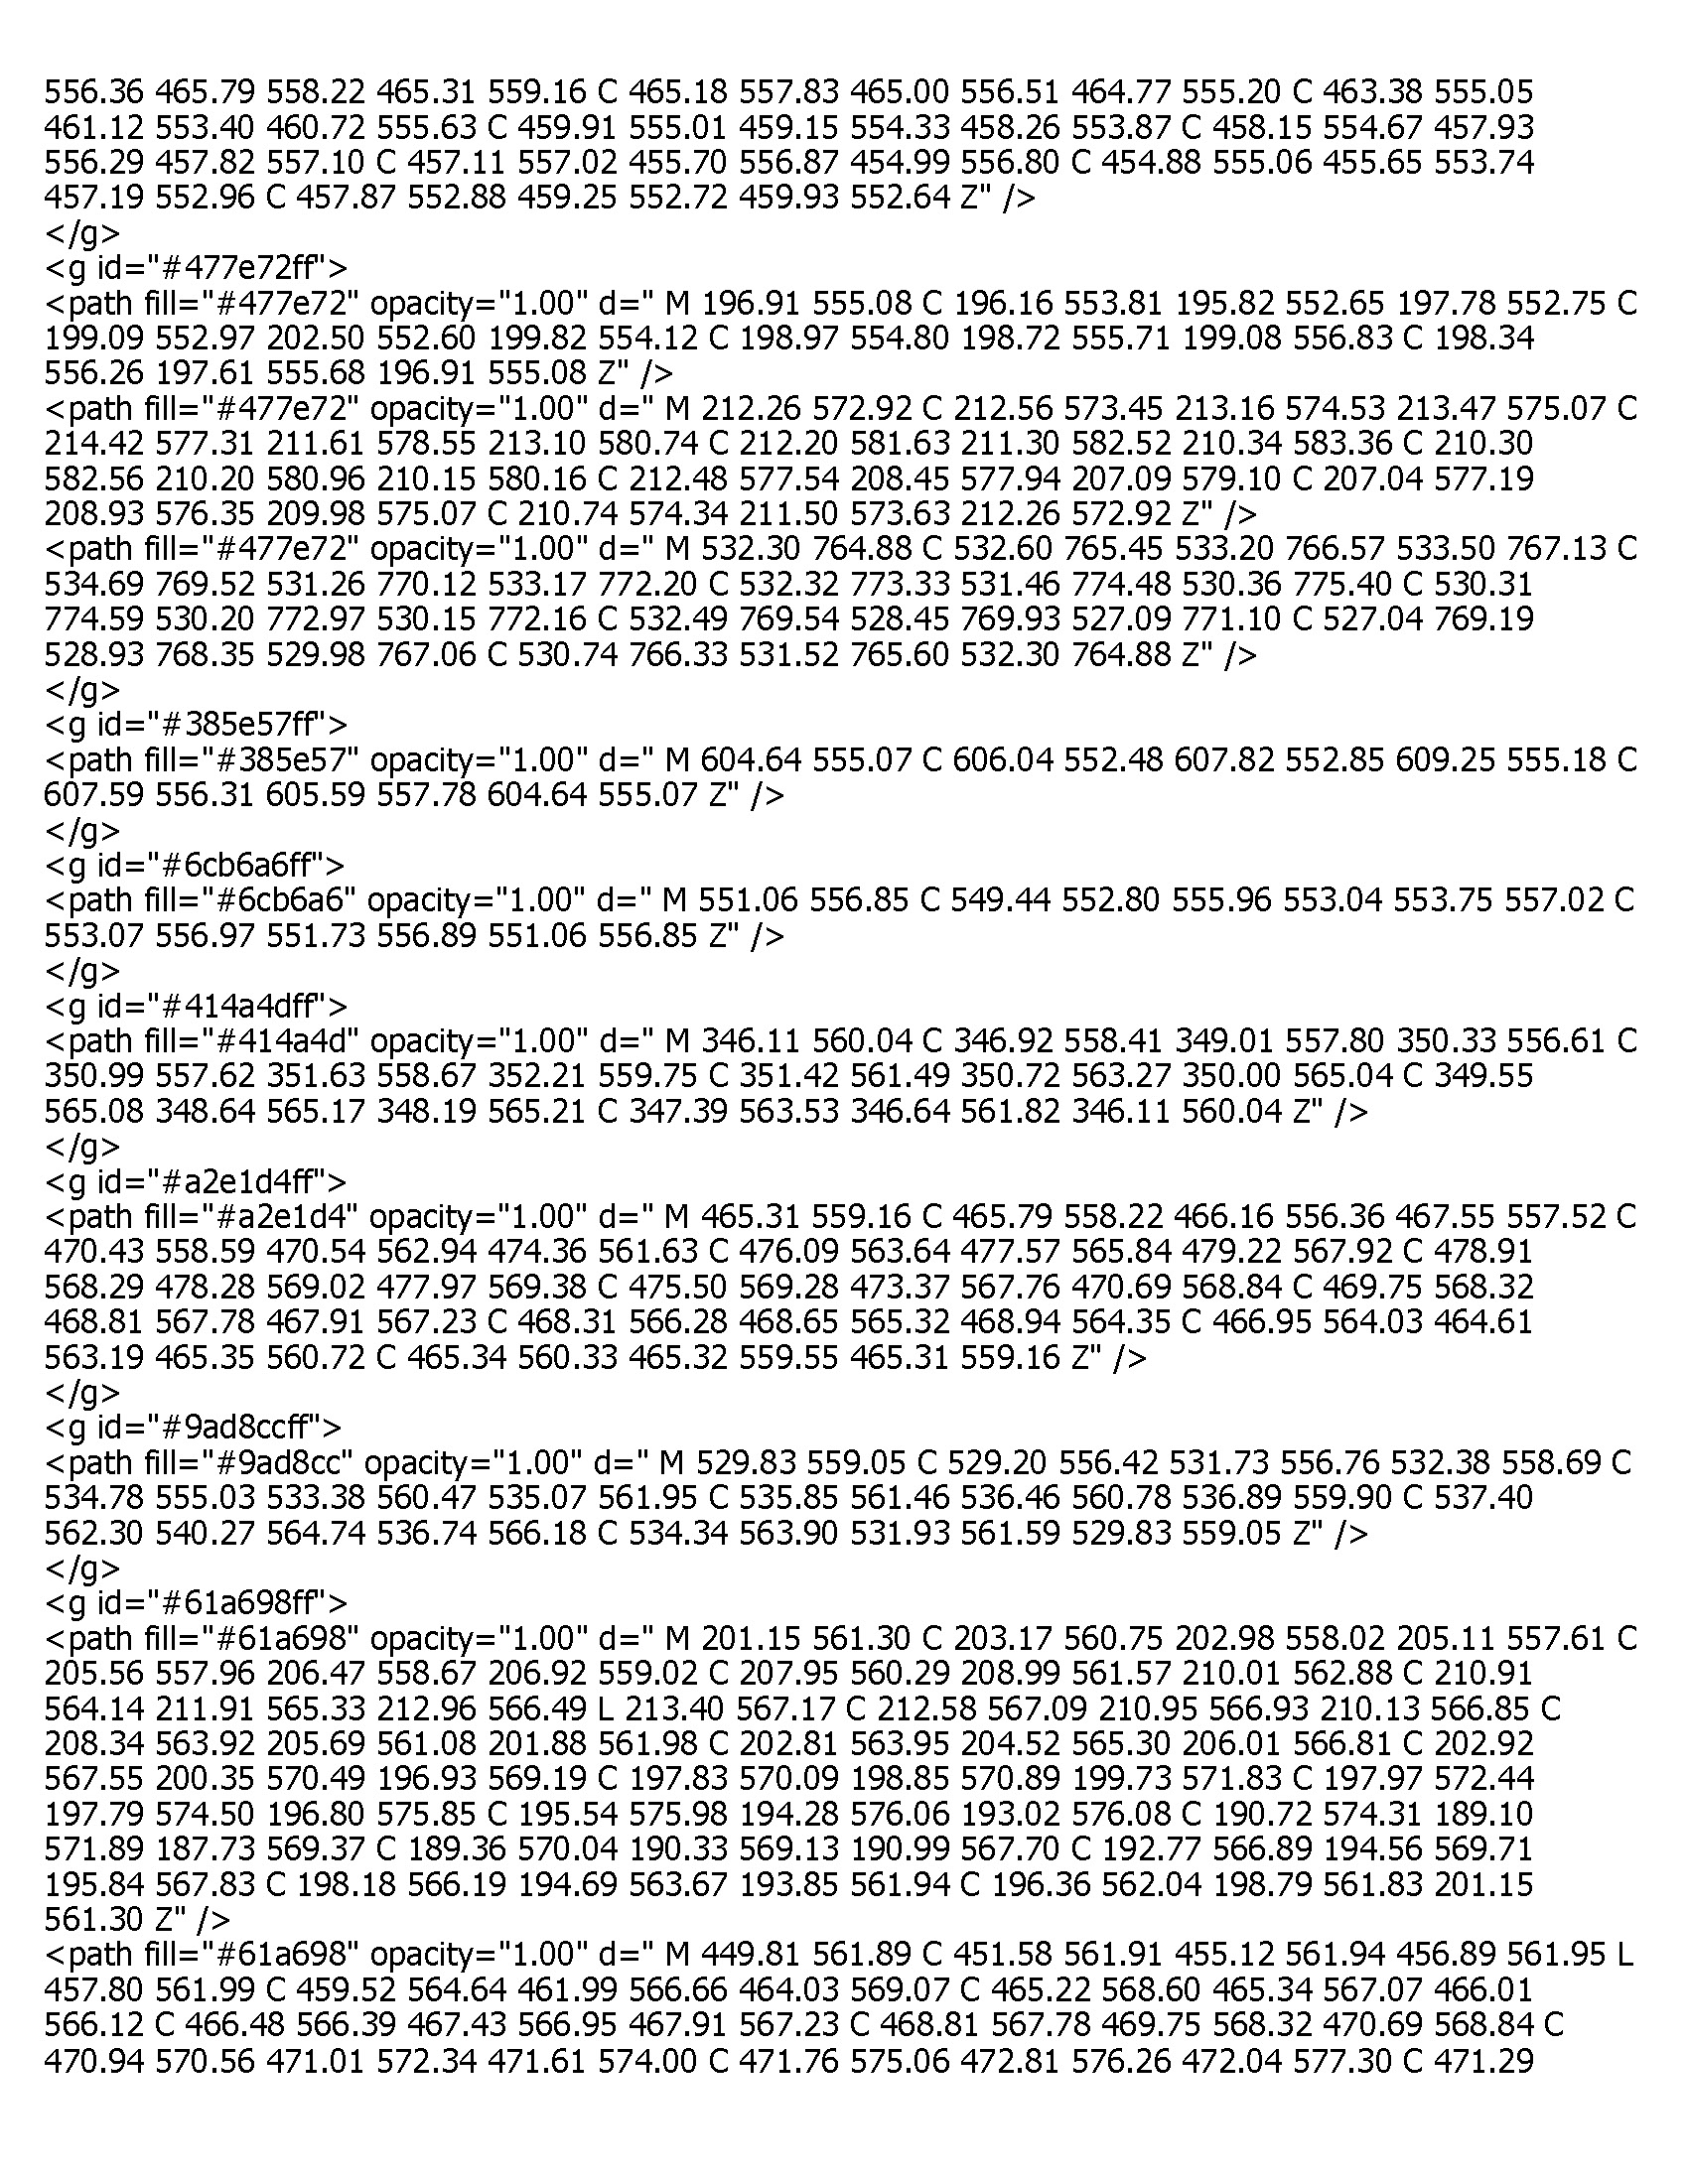 556.36 465.79 558.22 465.31 559.16 C 465.18 557.83 465.00 556.51 464.77 555.20 C 463.38 555.05
461.12 553.40 460.72 555.63 C 459.91 555.01 459.15 554.33 458.26 553.87 C 458.15 554.67 457.93
556.29 457.82 557.10 C 457.11 557.02 455.70 556.87 454.99 556.80 C 454.88 555.06 455.65 553.74
457.19 552.96 C 457.87 552.88 459.25 552.72 459.93 552.64 Z" />
</g>
<g id="#477e72ff">
<path fill="#477e72" opacity="1.00" d=" M 196.91 555.08 C 196.16 553.81 195.82 552.65 197.78 552.75 C
199.09 552.97 202.50 552.60 199.82 554.12 C 198.97 554.80 198.72 555.71 199.08 556.83 C 198.34
556.26 197.61 555.68 196.91 555.08 Z" />
<path fill="#477e72" opacity="1.00" d=" M 212.26 572.92 C 212.56 573.45 213.16 574.53 213.47 575.07 C
214.42 577.31 211.61 578.55 213.10 580.74 C 212.20 581.63 211.30 582.52 210.34 583.36 C 210.30
582.56 210.20 580.96 210.15 580.16 C 212.48 577.54 208.45 577.94 207.09 579.10 C 207.04 577.19
208.93 576.35 209.98 575.07 C 210.74 574.34 211.50 573.63 212.26 572.92 Z" />
<path fill="#477e72" opacity="1.00" d=" M 532.30 764.88 C 532.60 765.45 533.20 766.57 533.50 767.13 C
534.69 769.52 531.26 770.12 533.17 772.20 C 532.32 773.33 531.46 774.48 530.36 775.40 C 530.31
774.59 530.20 772.97 530.15 772.16 C 532.49 769.54 528.45 769.93 527.09 771.10 C 527.04 769.19
528.93 768.35 529.98 767.06 C 530.74 766.33 531.52 765.60 532.30 764.88 Z" />
</g>
<g id="#385e57ff">
<path fill="#385e57" opacity="1.00" d=" M 604.64 555.07 C 606.04 552.48 607.82 552.85 609.25 555.18 C
607.59 556.31 605.59 557.78 604.64 555.07 Z" />
</g>
<g id="#6cb6a6ff">
<path fill="#6cb6a6" opacity="1.00" d=" M 551.06 556.85 C 549.44 552.80 555.96 553.04 553.75 557.02 C
553.07 556.97 551.73 556.89 551.06 556.85 Z" />
</g>
<g id="#414a4dff">
<path fill="#414a4d" opacity="1.00" d=" M 346.11 560.04 C 346.92 558.41 349.01 557.80 350.33 556.61 C
350.99 557.62 351.63 558.67 352.21 559.75 C 351.42 561.49 350.72 563.27 350.00 565.04 C 349.55
565.08 348.64 565.17 348.19 565.21 C 347.39 563.53 346.64 561.82 346.11 560.04 Z" />
</g>
<g id="#a2e1d4ff">
<path fill="#a2e1d4" opacity="1.00" d=" M 465.31 559.16 C 465.79 558.22 466.16 556.36 467.55 557.52 C
470.43 558.59 470.54 562.94 474.36 561.63 C 476.09 563.64 477.57 565.84 479.22 567.92 C 478.91
568.29 478.28 569.02 477.97 569.38 C 475.50 569.28 473.37 567.76 470.69 568.84 C 469.75 568.32
468.81 567.78 467.91 567.23 C 468.31 566.28 468.65 565.32 468.94 564.35 C 466.95 564.03 464.61
563.19 465.35 560.72 C 465.34 560.33 465.32 559.55 465.31 559.16 Z" />
</g>
<g id="#9ad8ccff">
<path fill="#9ad8cc" opacity="1.00" d=" M 529.83 559.05 C 529.20 556.42 531.73 556.76 532.38 558.69 C
534.78 555.03 533.38 560.47 535.07 561.95 C 535.85 561.46 536.46 560.78 536.89 559.90 C 537.40
562.30 540.27 564.74 536.74 566.18 C 534.34 563.90 531.93 561.59 529.83 559.05 Z" />
</g>
<g id="#61a698ff">
<path fill="#61a698" opacity="1.00" d=" M 201.15 561.30 C 203.17 560.75 202.98 558.02 205.11 557.61 C
205.56 557.96 206.47 558.67 206.92 559.02 C 207.95 560.29 208.99 561.57 210.01 562.88 C 210.91
564.14 211.91 565.33 212.96 566.49 L 213.40 567.17 C 212.58 567.09 210.95 566.93 210.13 566.85 C
208.34 563.92 205.69 561.08 201.88 561.98 C 202.81 563.95 204.52 565.30 206.01 566.81 C 202.92
567.55 200.35 570.49 196.93 569.19 C 197.83 570.09 198.85 570.89 199.73 571.83 C 197.97 572.44
197.79 574.50 196.80 575.85 C 195.54 575.98 194.28 576.06 193.02 576.08 C 190.72 574.31 189.10
571.89 187.73 569.37 C 189.36 570.04 190.33 569.13 190.99 567.70 C 192.77 566.89 194.56 569.71
195.84 567.83 C 198.18 566.19 194.69 563.67 193.85 561.94 C 196.36 562.04 198.79 561.83 201.15
561.30 Z" />
<path fill="#61a698" opacity="1.00" d=" M 449.81 561.89 C 451.58 561.91 455.12 561.94 456.89 561.95 L
457.80 561.99 C 459.52 564.64 461.99 566.66 464.03 569.07 C 465.22 568.60 465.34 567.07 466.01
566.12 C 466.48 566.39 467.43 566.95 467.91 567.23 C 468.81 567.78 469.75 568.32 470.69 568.84 C
470.94 570.56 471.01 572.34 471.61 574.00 C 471.76 575.06 472.81 576.26 472.04 577.30 C 471.29